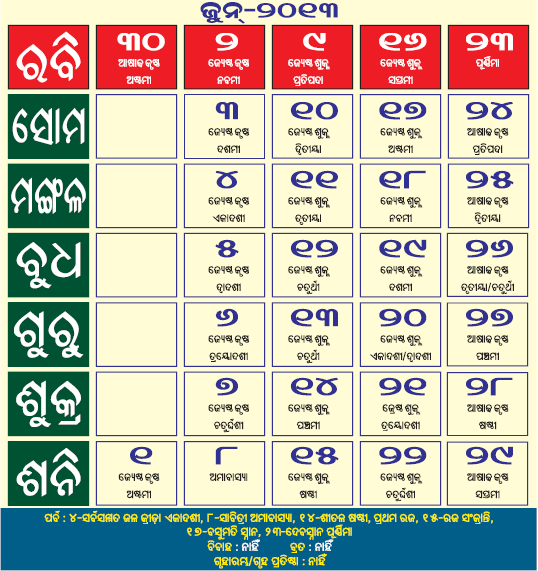 ଜୁନ୍-୨୦୧୩
ରବି
୩୦
ଆଷାଢ କୃଷ୍ଣ
ଅଷ୍ଟମୀ
୨
ଜ୍ୟେଷ୍ଠ କୃଷ୍ଣ
ନବମୀ
୯
ଜ୍ୟେଷ୍ଠ ଶୁକ୍ଳ
ପ୍ରତିପଦା
୧୬
ଜ୍ୟେଷ୍ଠ ଶୁକ୍ଳ
ସପ୍ତମୀ
୨୩
ପୂର୍ଣ୍ଣିମା
ସୋମ
୩
ଜ୍ୟେଷ୍ଠ କୃଷ୍ଣ
ଦଶମୀ
୧୦
ଜ୍ୟେଷ୍ଠ ଶୁକ୍ଳ
ଦ୍ୱିତୀୟା
୧୭
ଜ୍ୟେଷ୍ଠ ଶୁକ୍ଳ
ଅଷ୍ଟମୀ
୨୪
ଆଷାଢ କୃଷ୍ଣ
ପ୍ରତିପଦା
ମଙ୍ଗଳ
୪
ଜ୍ୟେଷ୍ଠ କୃଷ୍ଣ
ଏକାଦଶୀ
୧୧
ଜ୍ୟେଷ୍ଠ ଶୁକ୍ଳ
ତୃତୀୟା
୧୮
ଜ୍ୟେଷ୍ଠ ଶୁକ୍ଳ
ନବମୀ
୨୫
ଆଷାଢ କୃଷ୍ଣ
ଦ୍ୱିତୀୟା
ବୁଧ
୫
ଜ୍ୟେଷ୍ଠ କୃଷ୍ଣ
ଦ୍ୱାଦଶୀ
୧୨
ଜ୍ୟେଷ୍ଠ ଶୁକ୍ଳ
ଚତୁର୍ଥୀ
୧୯
ଜ୍ୟେଷ୍ଠ ଶୁକ୍ଳ
ଦଶମୀ
୨୬
ଆଷାଢ କୃଷ୍ଣ
ତୃତୀୟା/ଚତୁର୍ଥୀ
ଗୁରୁ
୬
ଜ୍ୟେଷ୍ଠ କୃଷ୍ଣ
ତ୍ରୟୋଦଶୀ
୧୩
ଜ୍ୟେଷ୍ଠ ଶୁକ୍ଳ
ଚତୁର୍ଥୀ
୨୦
ଜ୍ୟେଷ୍ଠ ଶୁକ୍ଳ
ଏକାଦଶୀ/ଦ୍ୱାଦଶୀ
୨୭
ଆଷାଢ କୃଷ୍ଣ
ପଞ୍ଚମୀ
ଶୁକ୍ର
୭
ଜ୍ୟେଷ୍ଠ କୃଷ୍ଣ
ଚତୁର୍ଦ୍ଦଶୀ
୧୪
ଜ୍ୟେଷ୍ଠ ଶୁକ୍ଳ
ପଞ୍ଚମୀ
୨୧
ଜେଷ୍ଠ ଶୁକ୍ଳ
ତ୍ରୟୋଦଶୀ
୨୮
ଆଷାଢ କୃଷ୍ଣ
ଷଷ୍ଠୀ
ଶନି
୧
ଜ୍ୟେଷ୍ଠ କୃଷ୍ଣ
ଅଷ୍ଟମୀ
୮
ଅମାବାସ୍ୟା
୧୫
ଜ୍ୟେଷ୍ଠ ଶୁକ୍ଳ
ଷଷ୍ଠୀ
୨୨
ଜ୍ୟେଷ୍ଠ ଶୁକ୍ଳ
ଚତୁର୍ଦ୍ଦଶୀ
୨୯
ଆଷାଢ କୃଷ୍ଣ
ସପ୍ତମୀ
ପର୍ବ : ୪-ସର୍ବସମ୍ମତ ଜଳ କ୍ରୀଡ଼ା ଏକାଦଶୀ, ୮-ସାବିତ୍ରୀ ଅମାବାସ୍ୟା, ୧୪-ଶୀତଳ ଷଷ୍ଠୀ, ପ୍ରଥମ ରଜ, ୧୫-ରଜ ସଂକ୍ରାନ୍ତି,
୧୭-ବସୁମତି ସ୍ନାନ, ୨୩-ଦେବସ୍ନାନ ପୂର୍ଣ୍ଣିମା
ବିବାହ : ନାହିଁ ବ୍ରତ : ନାହିଁ
ଗୃହାରମ୍ଭ/ଗୃହ ପ୍ରତିଷ୍ଠା : ନାହିଁ